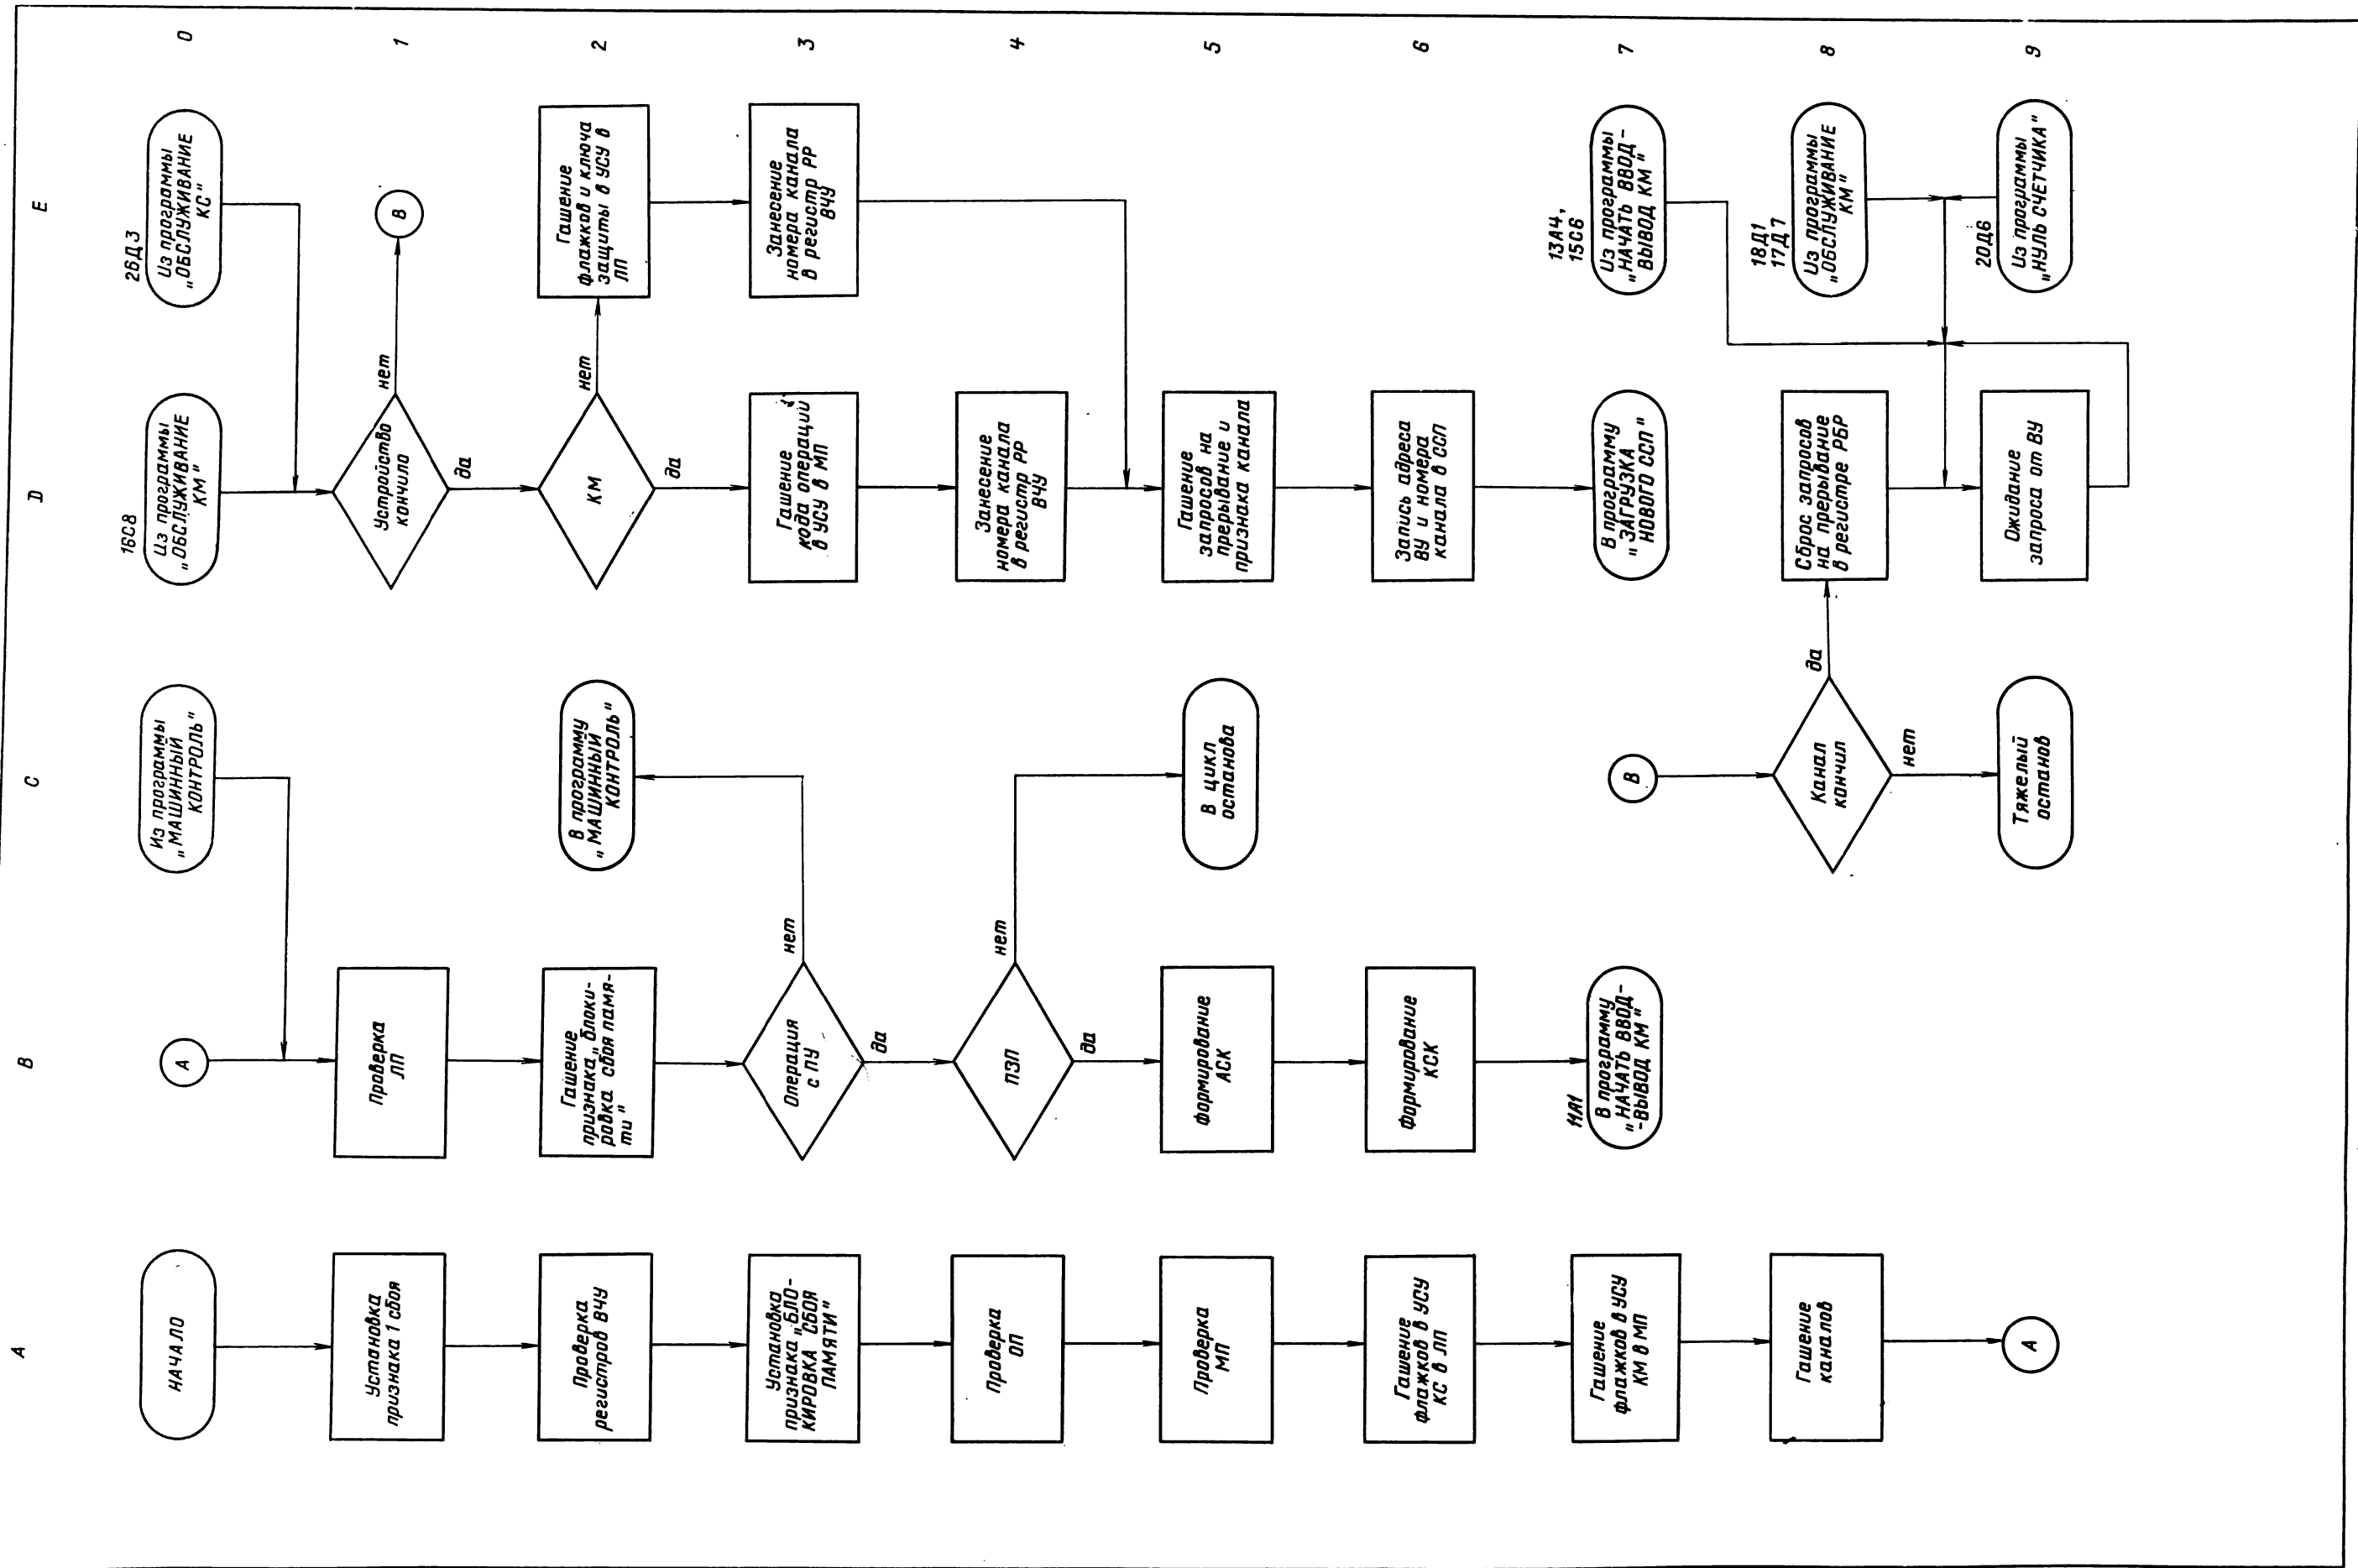 A
B
C
D
E
0
1
2
3
4
5
6
7
8
9
НАЧАЛО
Установка
признака 1 сбоя
Проверка
регистров ВЧУ
Установка
признака „БЛО-
КИРОВКА СБОЯ
ПАМЯТИ"
Проверка
ОП
Проверка
МП
Гашение
флажков в УСУ
КС в ЛП
Гашение
флажков в УСУ
КМ в МП
Гашение
каналов
A
A
Проверка
ЛП
Гашение
признака „блоки-
ровка сбоя памя-
ти"
Операция
с ПУ
да
нет
ПЗП
да
нет
Формирование
АСК
Формирование
КСК
11А1
В программу
„НАЧАТЬ ВВОД-
-ВЫВОД КМ"
Из программы
„МАШИННЫЙ
КОНТРОЛЬ"
В программу
„МАШИННЫЙ
КОНТРОЛЬ"
В цикл
останова
B
Канал
кончил
да
нет
Тяжелый
останов
16С8
Из программы
„ОБСЛУЖИВАНИЕ
КМ"
Устройство
кончило
да
нет
КМ
да
нет
Гашение
кода операций
в УСУ в МП
Занесение
номера канала
в регистр РР
ВЧУ
Гашение
запросов на
прерывание и
признака канала
Запись адреса
ВУ и номера
канала в ССП
В программу
„ЗАГРУЗКА
НОВОГО ССП"
Сброс запросов
на прерывание
в регистре РБР
Ожидание
запроса от ВУ
26Д3
Из программы
„ОБСЛУЖИВАНИЕ
КС"
B
Гашение
флажков и ключа
защиты в УСУ в
ЛП
Занесение
номера канала
в регистр РР
ВЧУ
13А4,
15С6
Из программы
„НАЧАТЬ ВВОД-
ВЫВОД КМ"
18Д1
17Д7
Из программы
„ОБСЛУЖИВАНИЕ
КМ"
20Д6
Из программы
„НУЛЬ СЧЕТЧИКА"